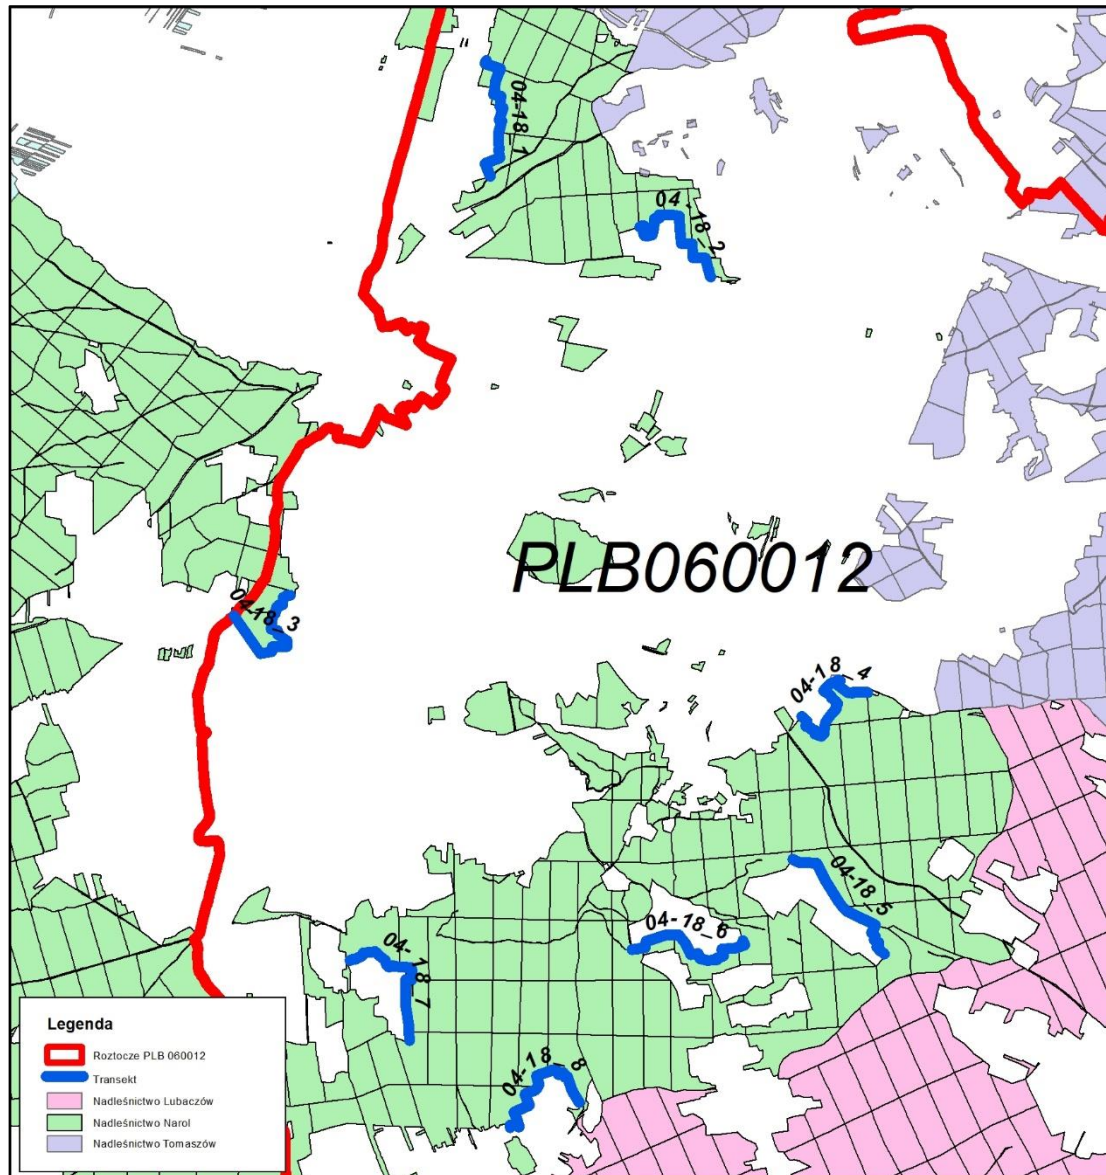 04-18_1
04-18_2
PLB060012
04-18_3
04-18_4
04-18_5
04-18_6
04-18_7
04-18_8
Legenda
Roztocze PLB 060012
Transekt
Nadleśnictwo Lubaczów
Nadleśnictwo Narol
Nadleśnictwo Tomaszów